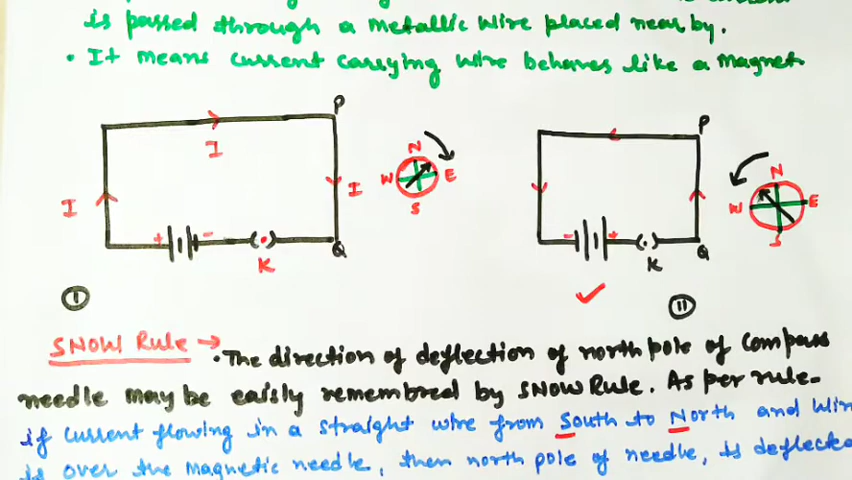 is passed through a metallic wire placed near by.
• It means current carrying wire behaves like a magnet
P
I
I
I
+ -
K
Q
N
W E
S
I
P
- +
K
Q
N
W E
S
II
SNOW Rule → • The direction of deflection of north pole of compass
needle may be easily remembred by SNOW Rule. As per rule-
if current flowing in a straight wire from South to North and wire
is over the magnetic needle, then north pole of needle, is deflected